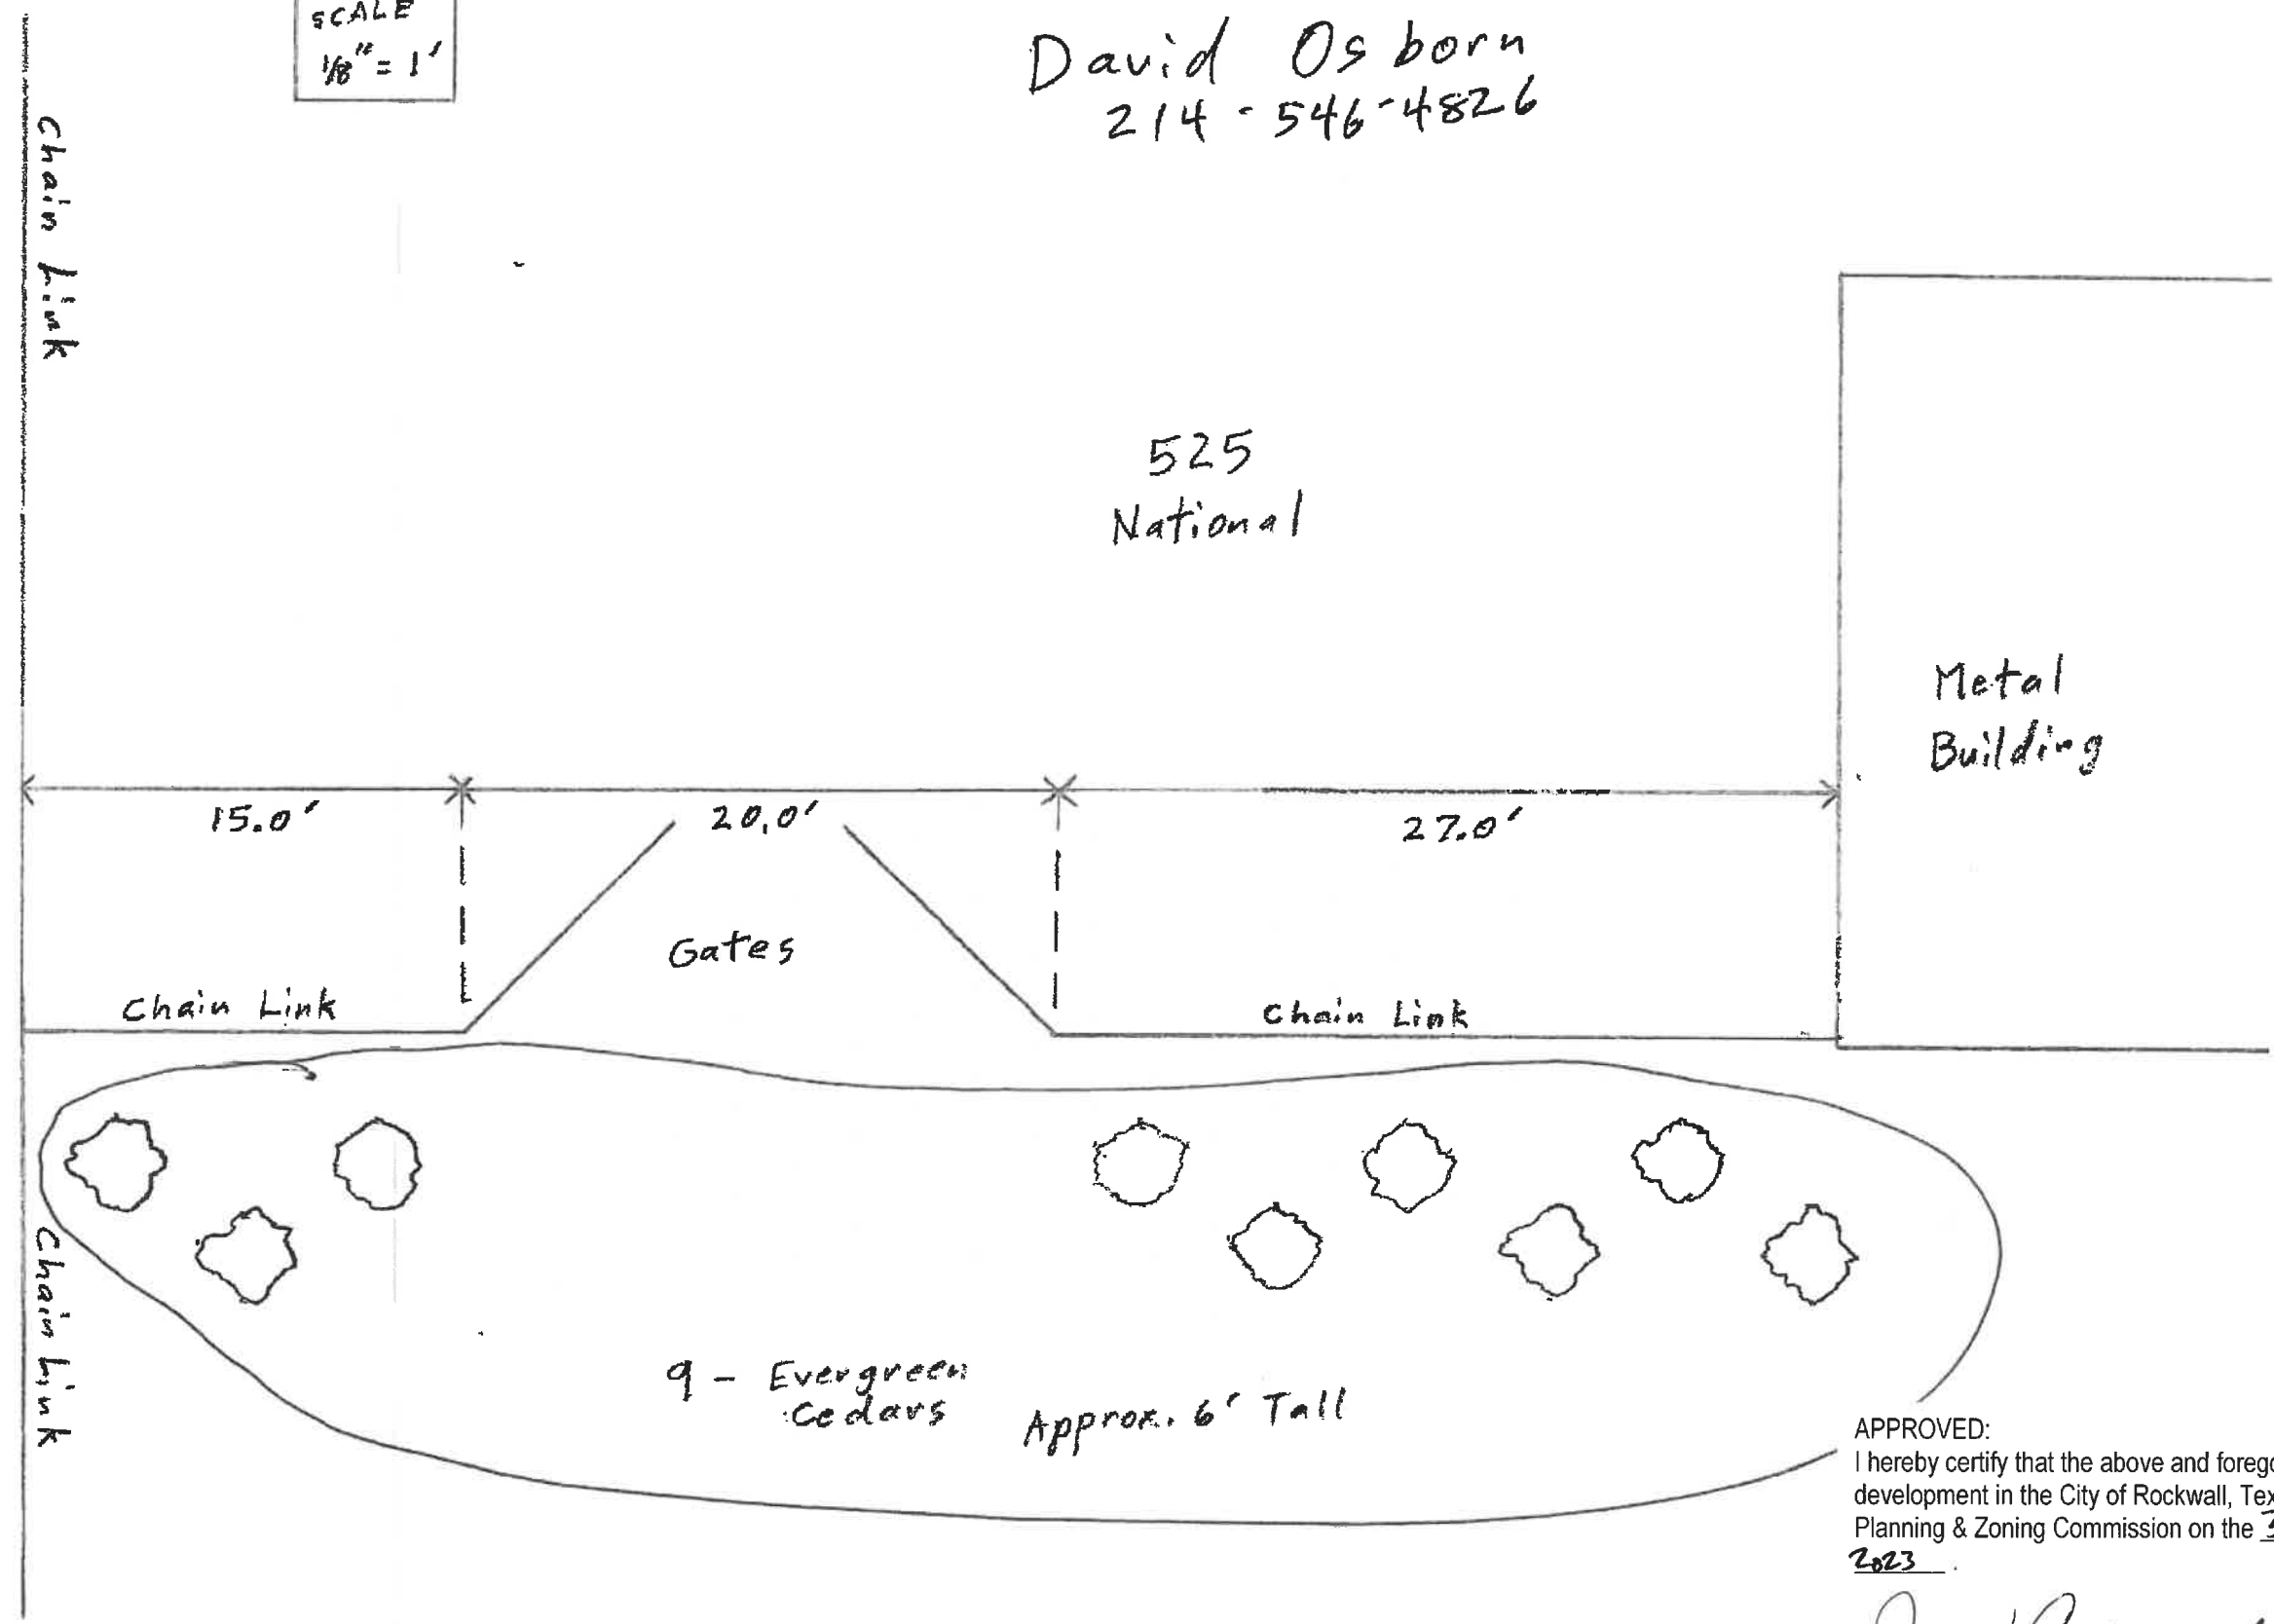 SCALE
1/8" = 1'
David Osborn
214-546-4826
Chain Link
525
National
Metal
Building
15.0'
20.0'
27.0'
Gates
Chain Link
Chain Link
Chain Link
9 - Evergreen
Cedars
Approx. 6' Tall
APPROVED:
I hereby certify that the above and forego
development in the City of Rockwall, Tex
Planning & Zoning Commission on the
2023 .